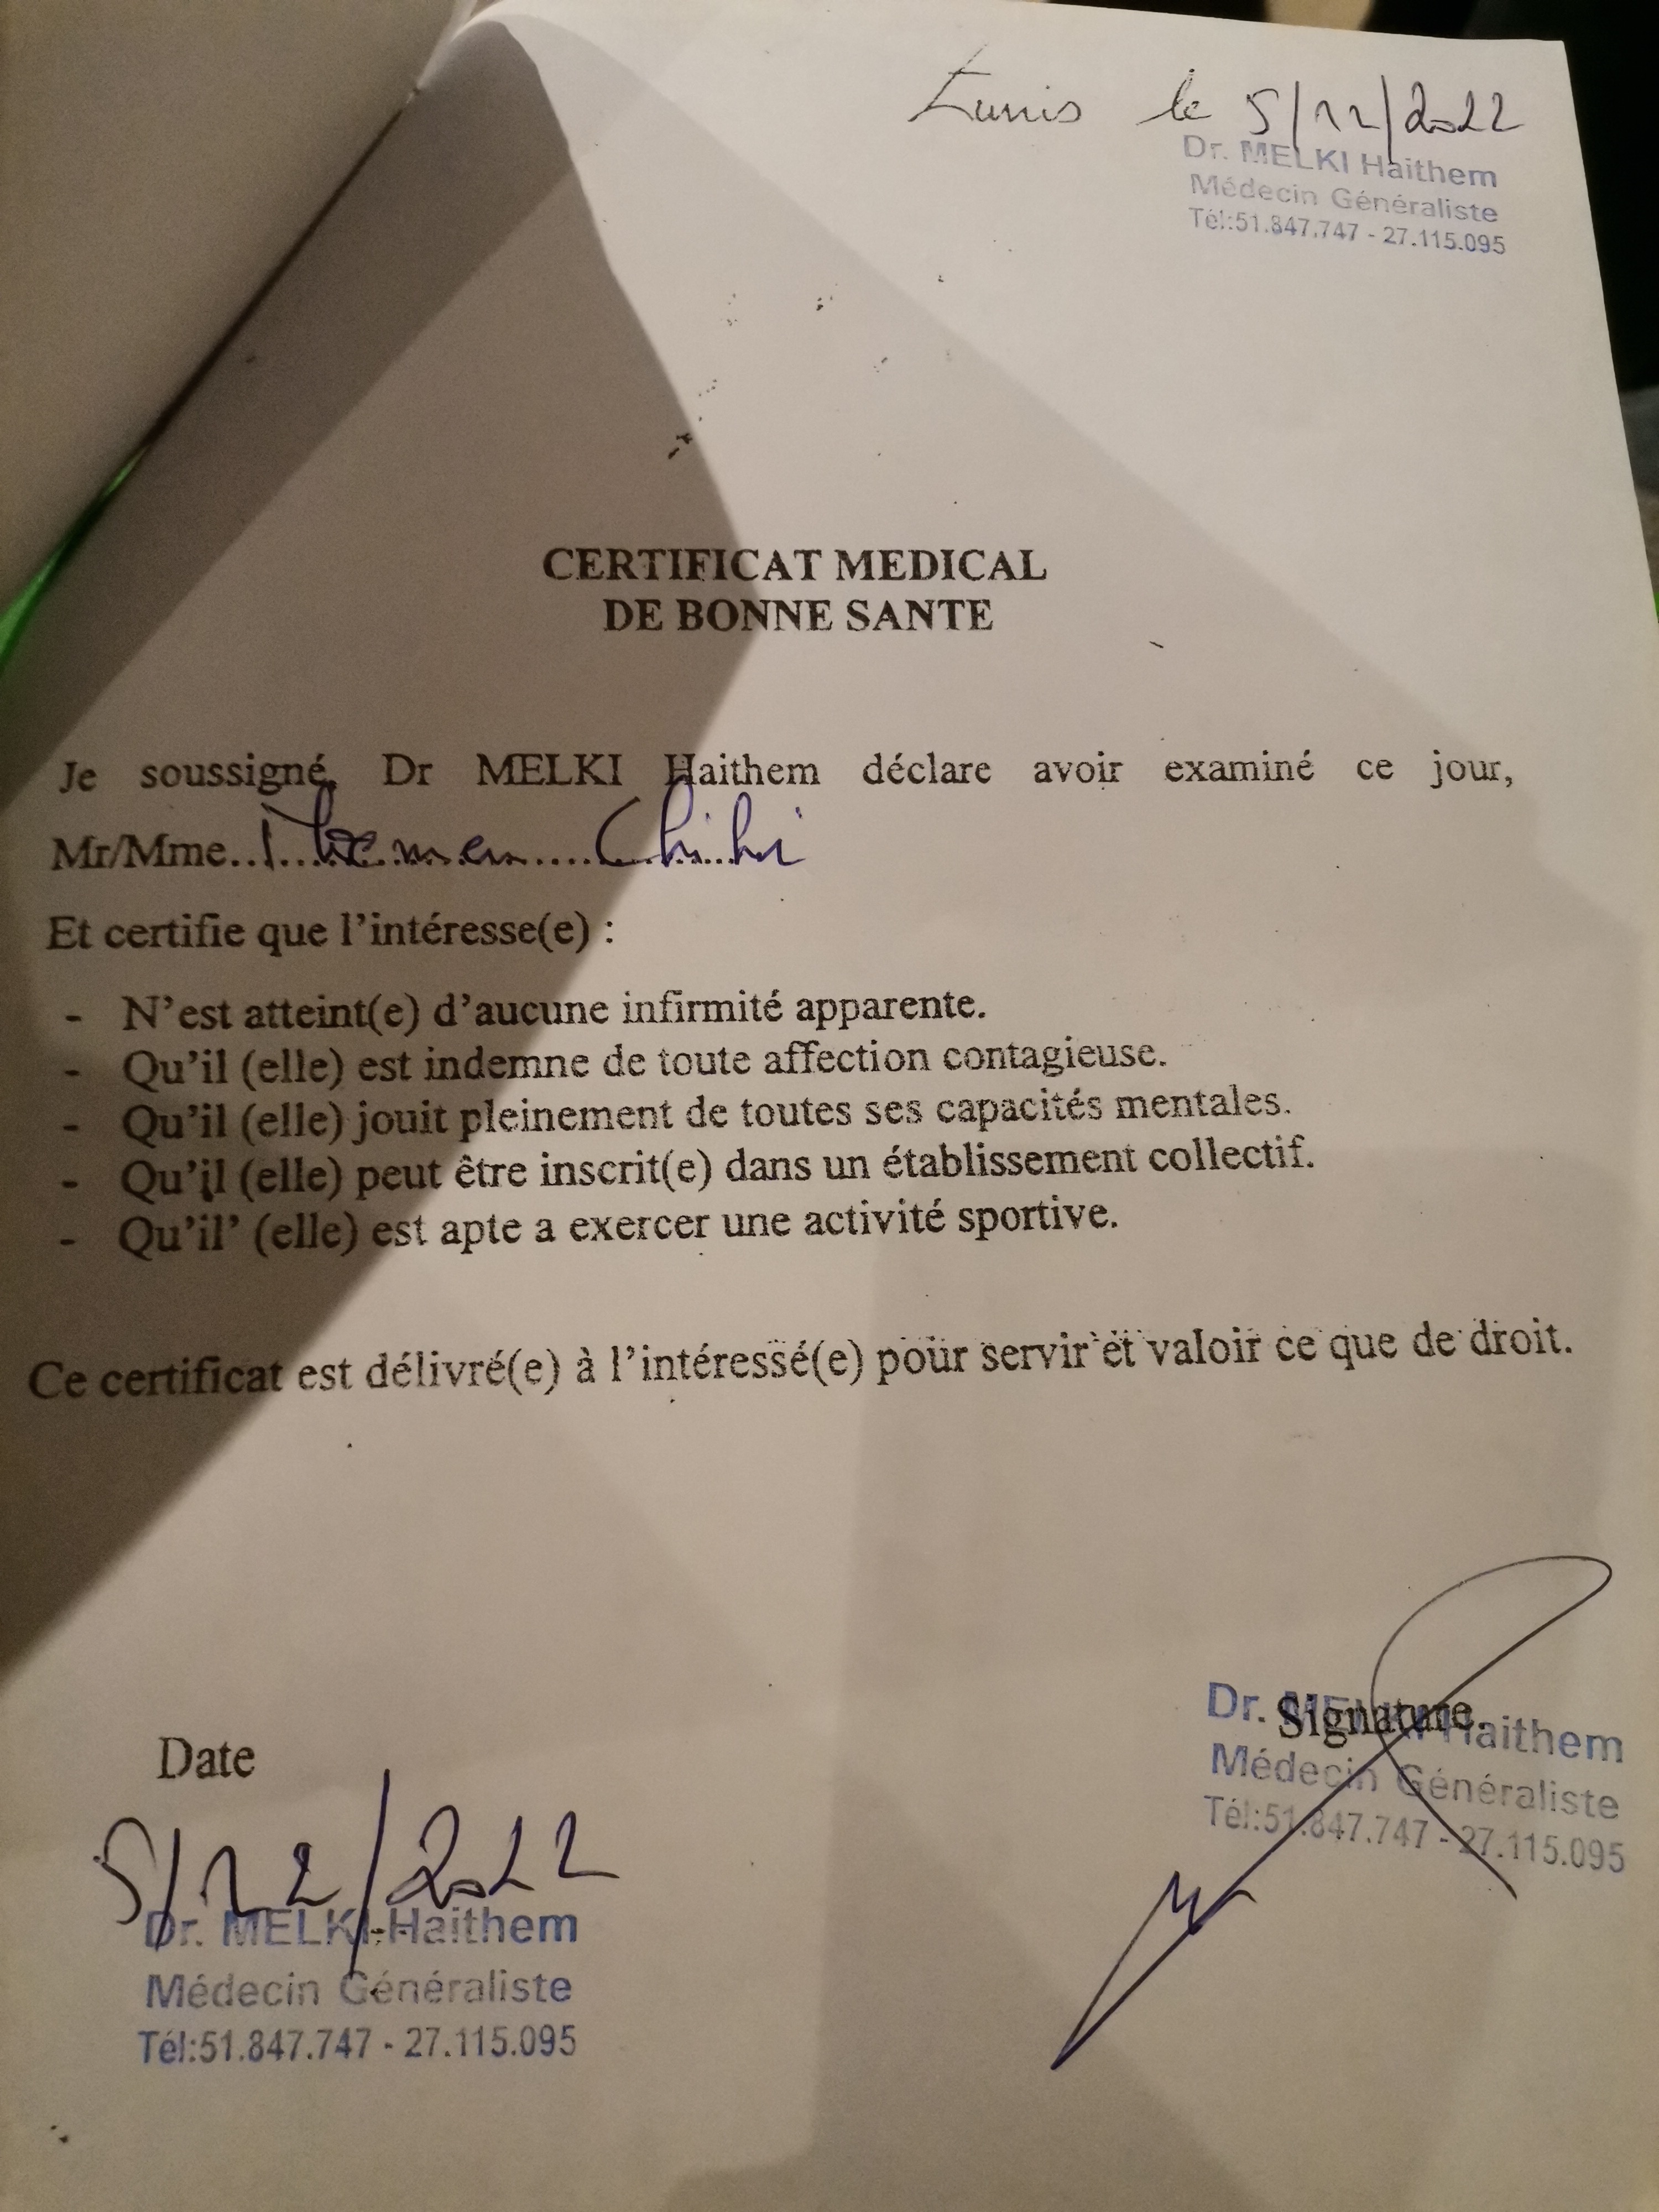 Tunis le 5/12/2022
Dr. MELKI Haithem
Médecin Généraliste
Tél:51.847.747 - 27.115.095
CERTIFICAT MEDICAL
DE BONNE SANTE
Je soussigné, Dr MELKI Haithem déclare avoir examiné ce jour,
Mr/Mme.. Chihi
Et certifie que l'intéresse(e) :
- N'est atteint(e) d'aucune infirmité apparente.
- Qu'il (elle) est indemne de toute affection contagieuse.
- Qu'il (elle) jouit pleinement de toutes ses capacités mentales.
- Qu'il (elle) peut être inscrit(e) dans un établissement collectif.
- Qu'il' (elle) est apte a exercer une activité sportive.
Ce certificat est délivré(e) à l'intéressé(e) pour servir et valoir ce que de droit.
Date
5/12/2022
Dr. MELKI Haithem
Médecin Généraliste
Tél:51.847.747 - 27.115.095
Signature.
Dr. MELKI Haithem
Médecin Généraliste
Tél:51.847.747 - 27.115.095